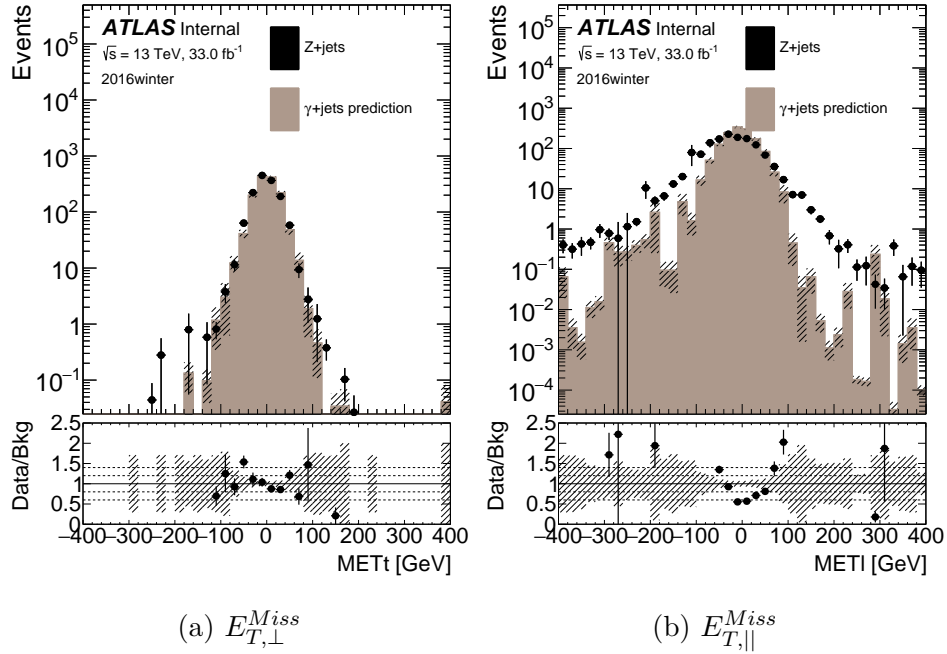 Events
10⁵
10⁴
10³
10²
10
1
10⁻¹
ATLAS Internal
√s = 13 TeV, 33.0 fb⁻¹
2016winter
Z+jets
γ+jets prediction
Data/Bkg
2.5
2
1.5
1
0.5
0
−400 −300 −200 −100 0 100 200 300 400
METt [GeV]
(a) E_{T,⊥}^{Miss}
Events
10⁵
10⁴
10³
10²
10
1
10⁻¹
10⁻²
10⁻³
10⁻⁴
ATLAS Internal
√s = 13 TeV, 33.0 fb⁻¹
2016winter
Z+jets
γ+jets prediction
Data/Bkg
2.5
2
1.5
1
0.5
0
−400 −300 −200 −100 0 100 200 300 400
METl [GeV]
(b) E_{T,||}^{Miss}